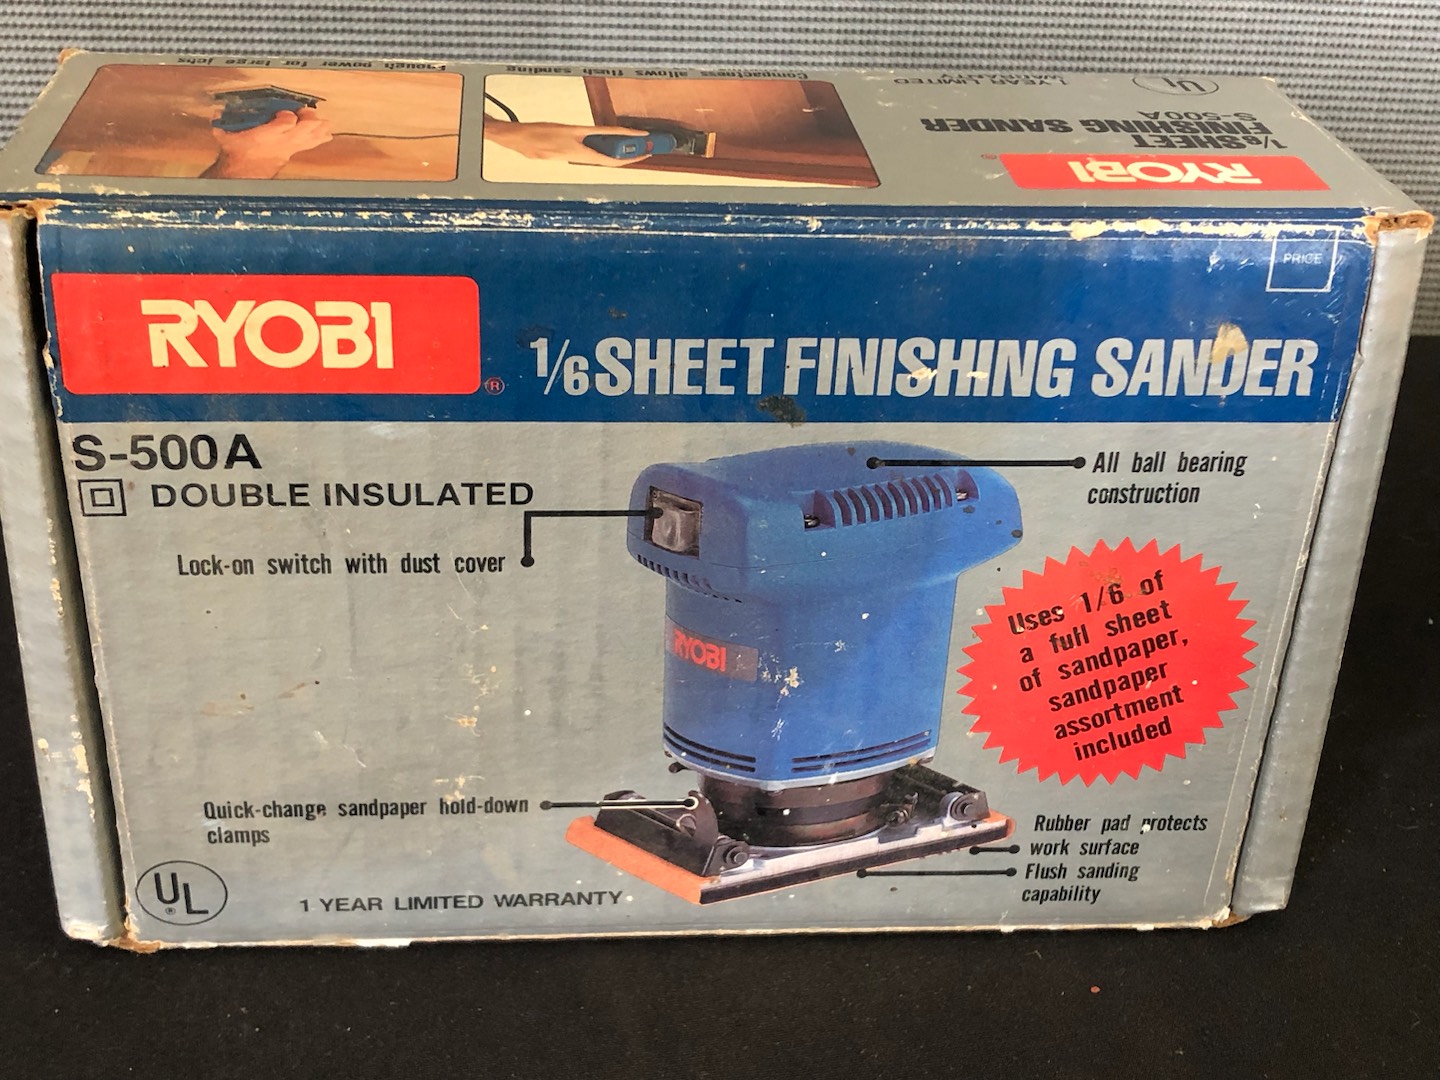 Enough power for large jobs
Compactness allows flush sanding
1 YEAR LIMITED
WARRANTY
UL
RYOBI ®
1/6 SHEET
FINISHING SANDER
S-500A
PRICE
RYOBI ®
1/6 SHEET FINISHING SANDER
S-500A
DOUBLE INSULATED
Lock-on switch with dust cover
All ball bearing
construction
RYOBI
Uses 1/6 of
a full sheet
of sandpaper,
sandpaper
assortment
included
Quick-change sandpaper hold-down
clamps
Rubber pad protects
work surface
Flush sanding
capability
UL ®
1 YEAR LIMITED WARRANTY